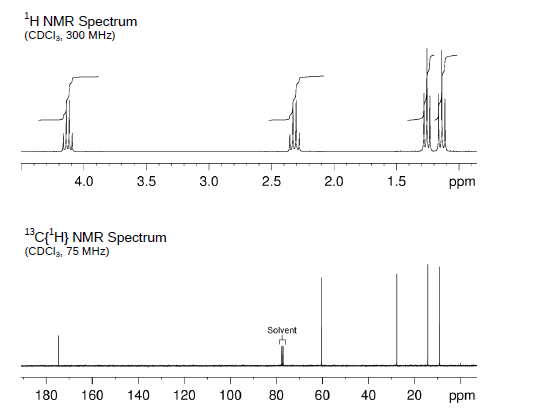 ¹H NMR Spectrum
(CDCl₃, 300 MHz)
4.0 3.5 3.0 2.5 2.0 1.5 ppm
¹³C{¹H} NMR Spectrum
(CDCl₃, 75 MHz)
Solvent
180 160 140 120 100 80 60 40 20 ppm